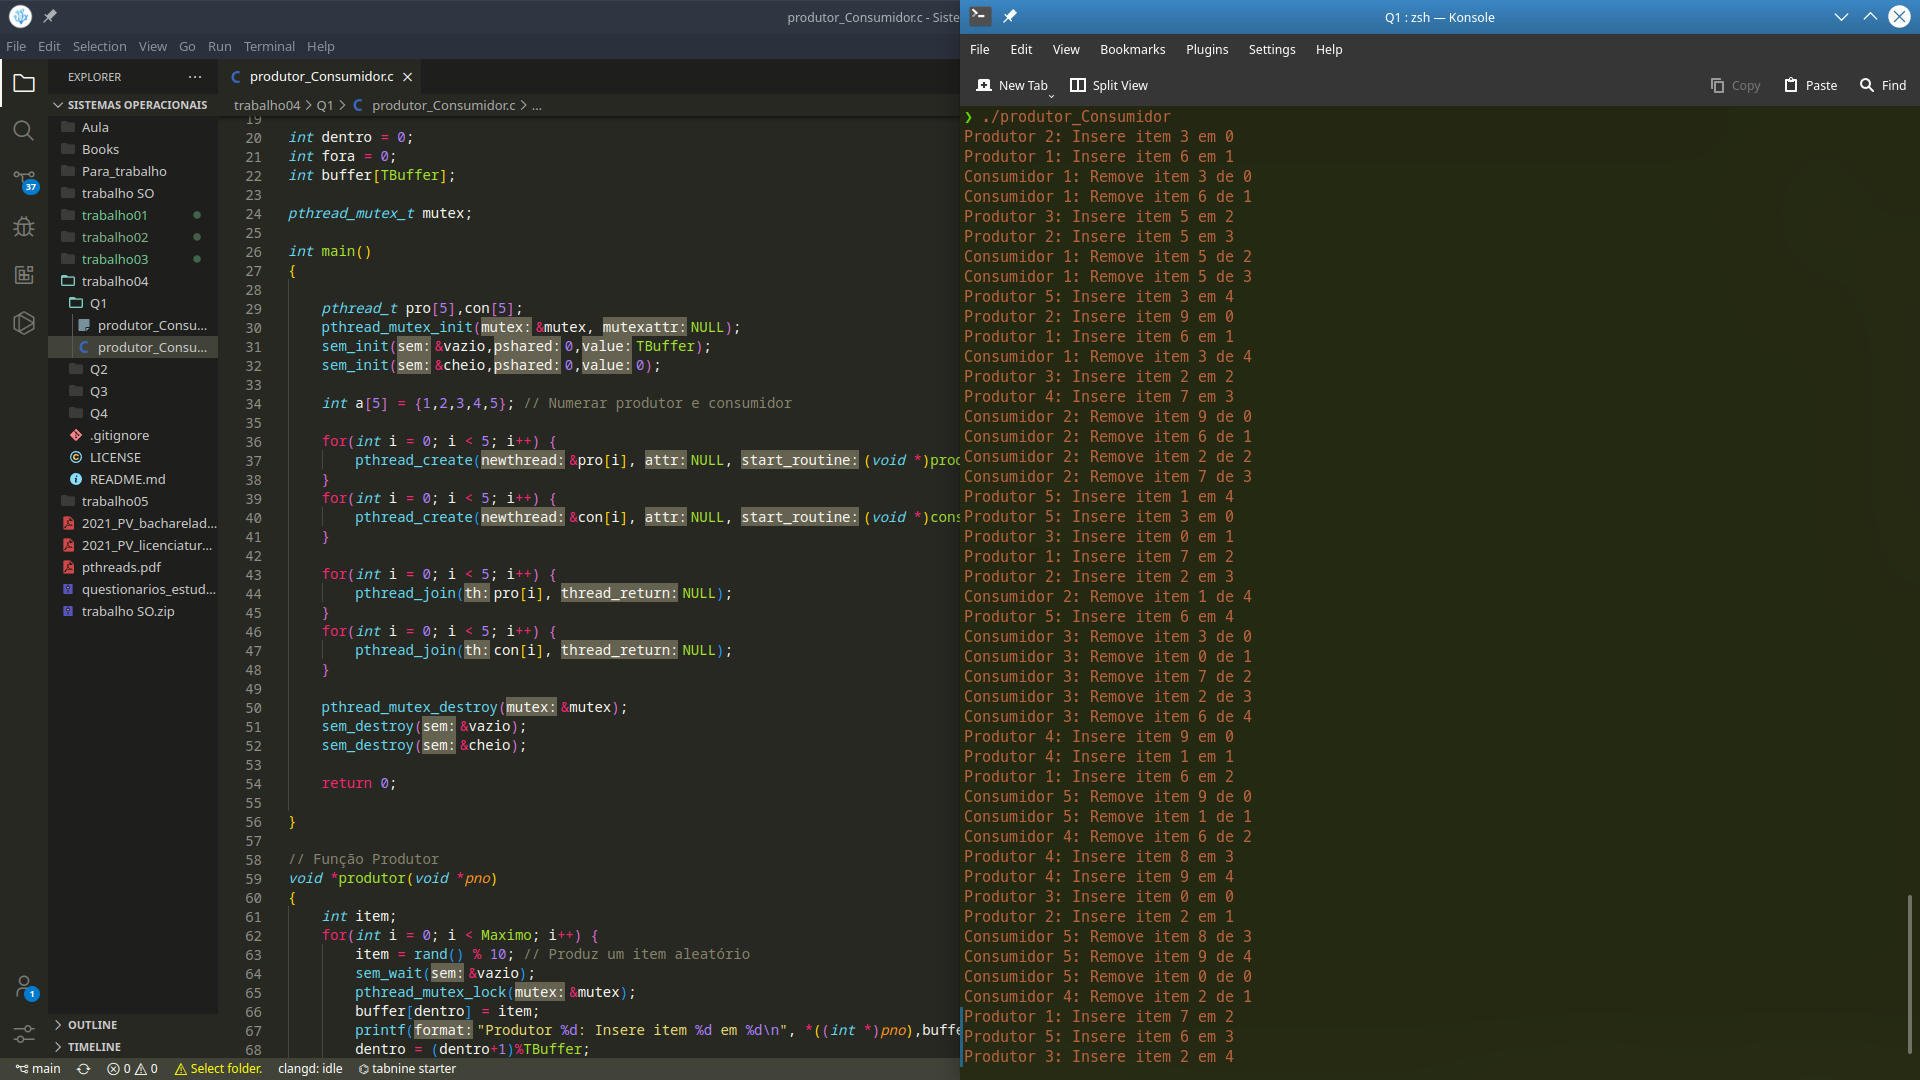 produtor_Consumidor.c - Siste
File Edit Selection View Go Run Terminal Help
EXPLORER
SISTEMAS OPERACIONAIS
Aula
Books
Para_trabalho
trabalho SO
trabalho01
trabalho02
trabalho03
trabalho04
Q1
produtor_Consu...
produtor_Consu...
Q2
Q3
Q4
.gitignore
LICENSE
README.md
trabalho05
2021_PV_bacharelad...
2021_PV_licenciatur...
pthreads.pdf
questionarios_estud...
trabalho SO.zip
OUTLINE
TIMELINE
37
1
produtor_Consumidor.c
trabalho04 > Q1 > C produtor_Consumidor.c > ...
19
20 int dentro = 0;
21 int fora = 0;
22 int buffer[TBuffer];
23
24 pthread_mutex_t mutex;
25
26 int main()
27 {
28
29 pthread_t pro[5],con[5];
30 pthread_mutex_init(mutex: &mutex, mutexattr: NULL);
31 sem_init(sem: &vazio,pshared: 0,value: TBuffer);
32 sem_init(sem: &cheio,pshared: 0,value: 0);
33
34 int a[5] = {1,2,3,4,5}; // Numerar produtor e consumidor
35
36 for(int i = 0; i < 5; i++) {
37 pthread_create(newthread: &pro[i], attr: NULL, start_routine: (void *)prod
38 }
39 for(int i = 0; i < 5; i++) {
40 pthread_create(newthread: &con[i], attr: NULL, start_routine: (void *)cons
41 }
42
43 for(int i = 0; i < 5; i++) {
44 pthread_join(th: pro[i], thread_return: NULL);
45 }
46 for(int i = 0; i < 5; i++) {
47 pthread_join(th: con[i], thread_return: NULL);
48 }
49
50 pthread_mutex_destroy(mutex: &mutex);
51 sem_destroy(sem: &vazio);
52 sem_destroy(sem: &cheio);
53
54 return 0;
55
56 }
57
58 // Função Produtor
59 void *produtor(void *pno)
60 {
61 int item;
62 for(int i = 0; i < Maximo; i++) {
63 item = rand() % 10; // Produz um item aleatório
64 sem_wait(sem: &vazio);
65 pthread_mutex_lock(mutex: &mutex);
66 buffer[dentro] = item;
67 printf(format: "Produtor %d: Insere item %d em %d\n", *((int *)pno),buffe
68 dentro = (dentro+1)%TBuffer;
main 0 0 Select folder. clangd: idle tabnine starter
Q1 : zsh — Konsole
File Edit View Bookmarks Plugins Settings Help
New Tab Split View Copy Paste Find
❯ ./produtor_Consumidor
Produtor 2: Insere item 3 em 0
Produtor 1: Insere item 6 em 1
Consumidor 1: Remove item 3 de 0
Consumidor 1: Remove item 6 de 1
Produtor 3: Insere item 5 em 2
Produtor 2: Insere item 5 em 3
Consumidor 1: Remove item 5 de 2
Consumidor 1: Remove item 5 de 3
Produtor 5: Insere item 3 em 4
Produtor 2: Insere item 9 em 0
Produtor 1: Insere item 6 em 1
Consumidor 1: Remove item 3 de 4
Produtor 3: Insere item 2 em 2
Produtor 4: Insere item 7 em 3
Consumidor 2: Remove item 9 de 0
Consumidor 2: Remove item 6 de 1
Consumidor 2: Remove item 2 de 2
Consumidor 2: Remove item 7 de 3
Produtor 5: Insere item 1 em 4
Produtor 5: Insere item 3 em 0
Produtor 3: Insere item 0 em 1
Produtor 1: Insere item 7 em 2
Produtor 2: Insere item 2 em 3
Consumidor 2: Remove item 1 de 4
Produtor 5: Insere item 6 em 4
Consumidor 3: Remove item 3 de 0
Consumidor 3: Remove item 0 de 1
Consumidor 3: Remove item 7 de 2
Consumidor 3: Remove item 2 de 3
Consumidor 3: Remove item 6 de 4
Produtor 4: Insere item 9 em 0
Produtor 4: Insere item 1 em 1
Produtor 1: Insere item 6 em 2
Consumidor 5: Remove item 9 de 0
Consumidor 5: Remove item 1 de 1
Consumidor 4: Remove item 6 de 2
Produtor 4: Insere item 8 em 3
Produtor 4: Insere item 9 em 4
Produtor 3: Insere item 0 em 0
Produtor 2: Insere item 2 em 1
Consumidor 5: Remove item 8 de 3
Consumidor 5: Remove item 9 de 4
Consumidor 5: Remove item 0 de 0
Consumidor 4: Remove item 2 de 1
Produtor 1: Insere item 7 em 2
Produtor 5: Insere item 6 em 3
Produtor 3: Insere item 2 em 4